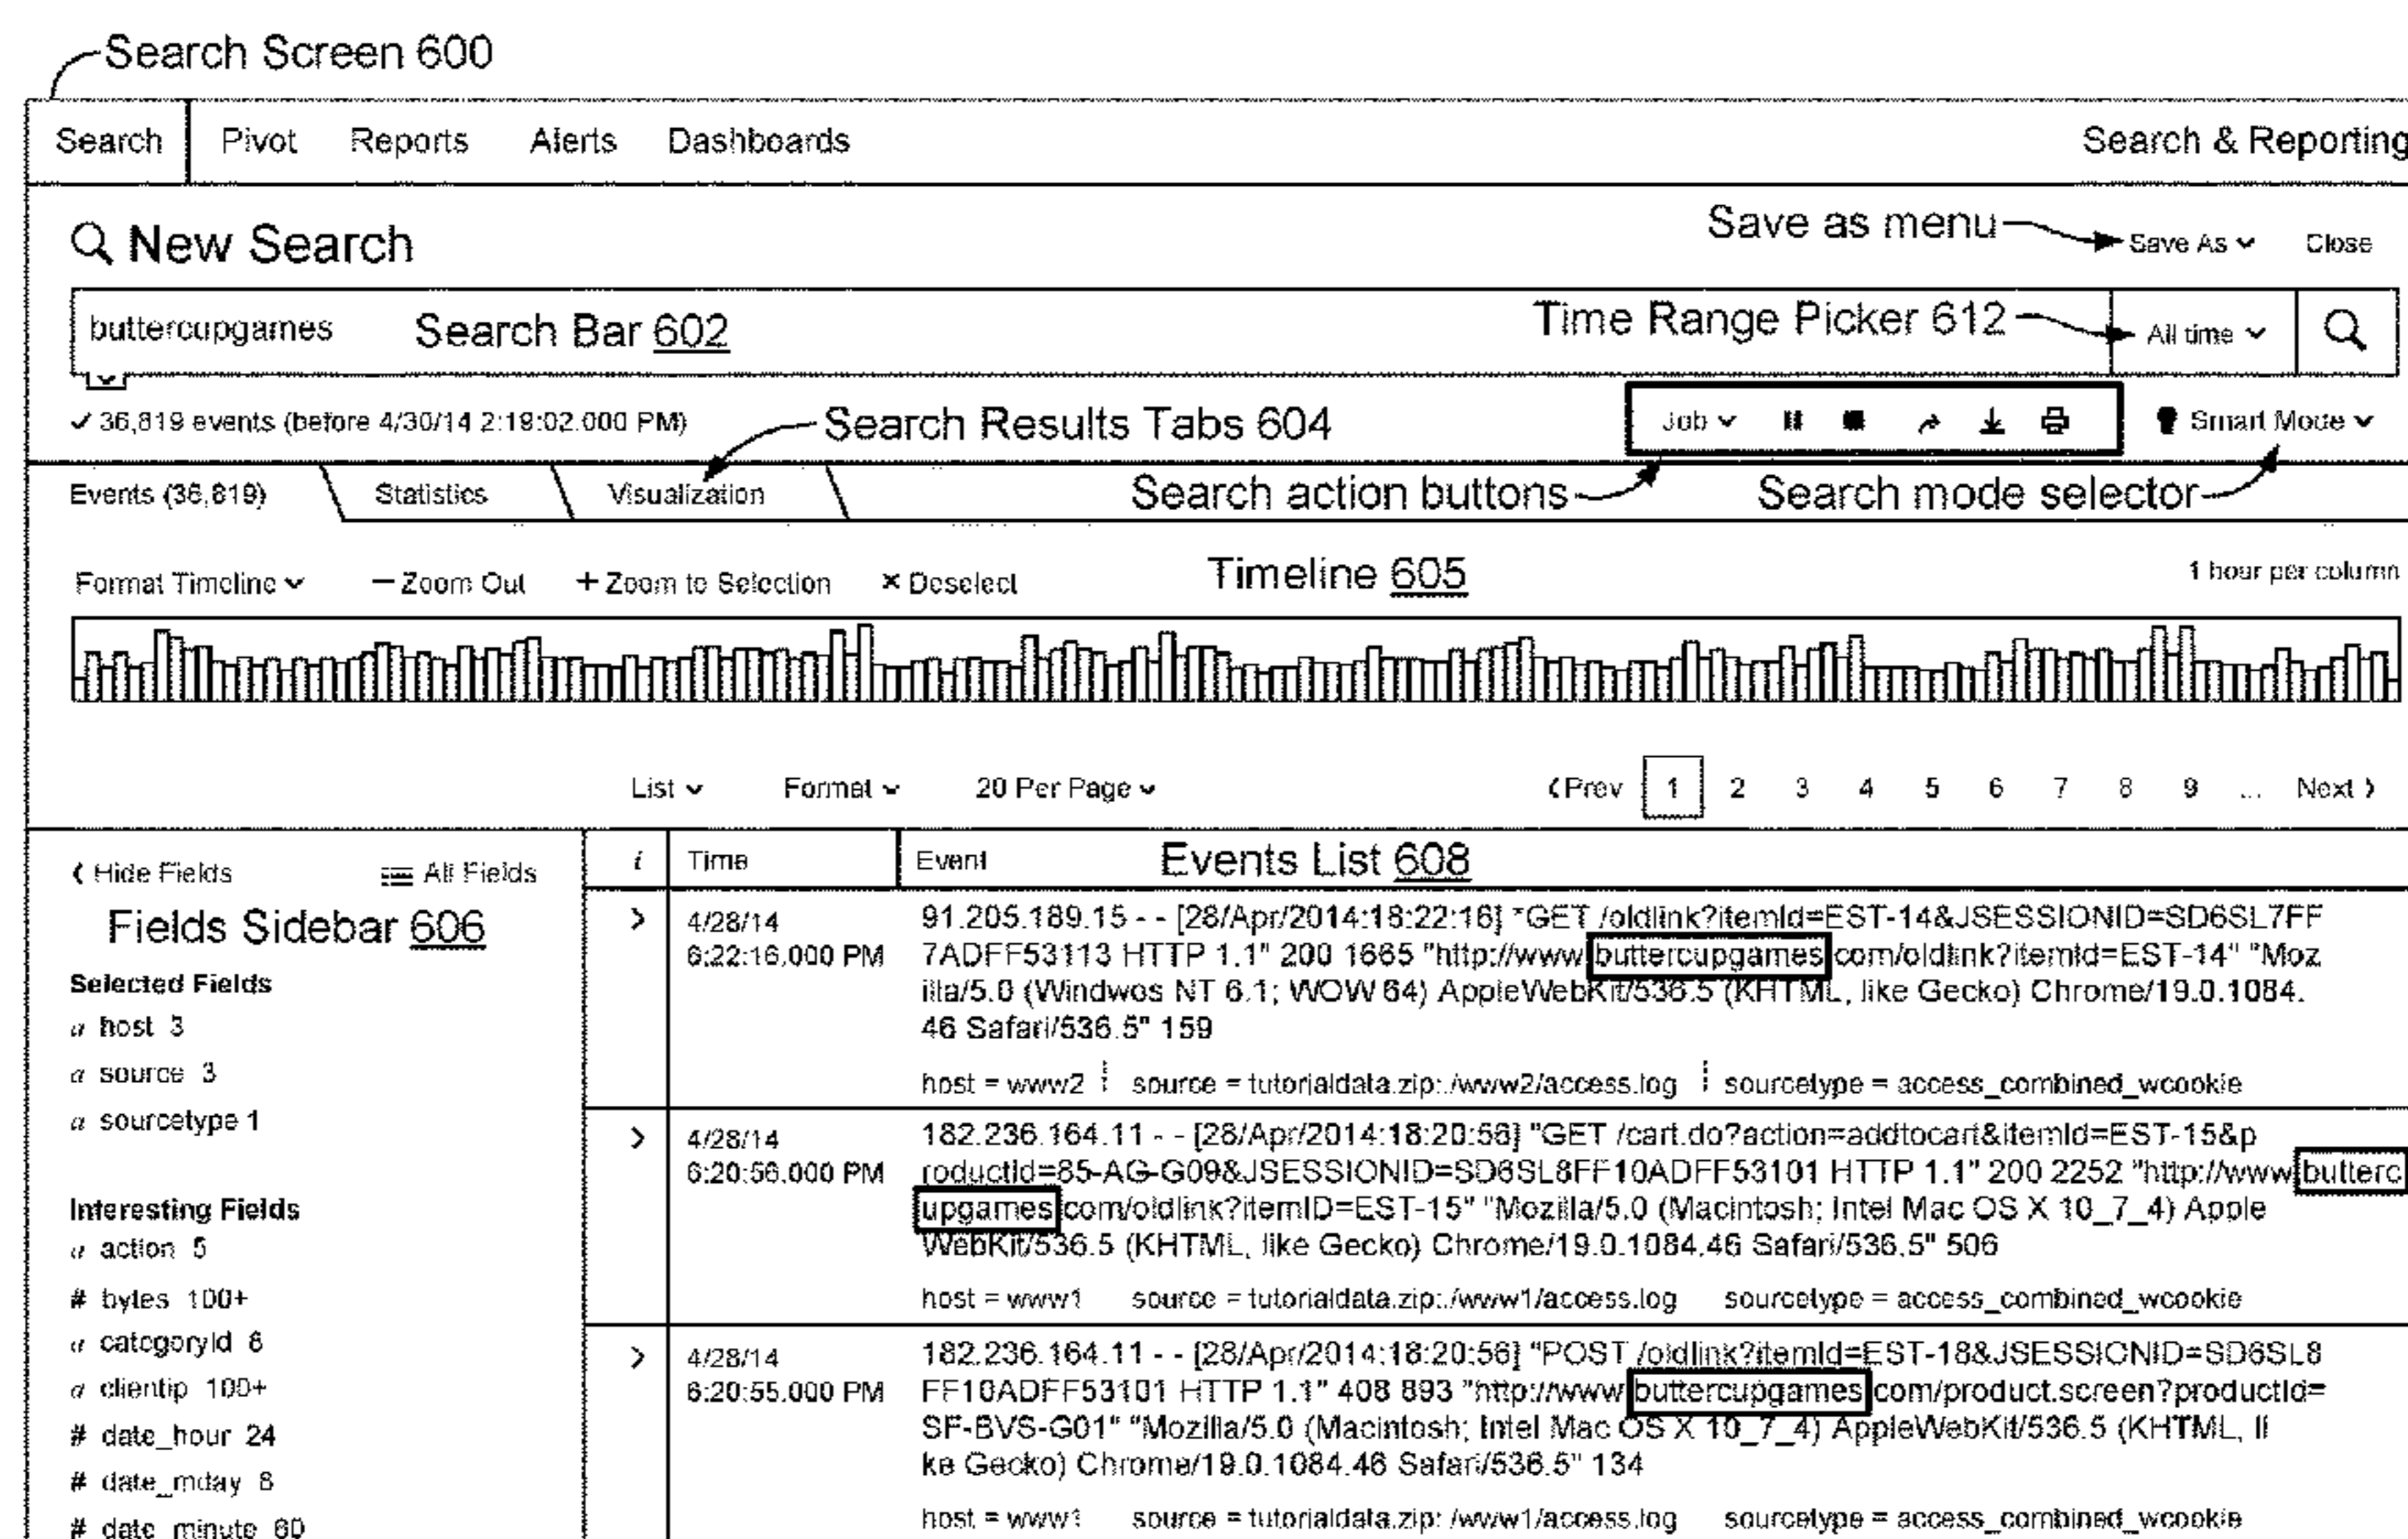 Search Screen 600
Search Pivot Reports Alerts Dashboards Search & Reporting
New Search Save as menu Save As Close
buttercupgames Search Bar 602 Time Range Picker 612 All time
36,819 events (before 4/30/14 2:19:02.000 PM) Search Results Tabs 604 Job Smart Mode
Events (36,819) Statistics Visualization Search action buttons Search mode selector
Format Timeline — Zoom Out + Zoom to Selection × Deselect Timeline 605 1 hour per column
List Format 20 Per Page Prev 1 2 3 4 5 6 7 8 9 ... Next
Hide Fields All Fields i Time Event Events List 608
Fields Sidebar 606
Selected Fields
a host 3
a source 3
a sourcetype 1
Interesting Fields
a action 5
# bytes 100+
a categoryId 8
a clientip 100+
# date_hour 24
# date_mday 8
# date_minute 60
4/28/14
6:22:16.000 PM
91.205.189.15 - - [28/Apr/2014:18:22:16] "GET /oldlink?itemId=EST-14&JSESSIONID=SD6SL7FF
7ADFF53113 HTTP 1.1" 200 1665 "http://www.buttercupgames.com/oldlink?itemId=EST-14" "Moz
illa/5.0 (Windwos NT 6.1; WOW 64) AppleWebKit/536.5 (KHTML, like Gecko) Chrome/19.0.1084.
46 Safari/536.5" 159
host = www2 source = tutorialdata.zip:./www2/access.log sourcetype = access_combined_wcookie
4/28/14
6:20:56.000 PM
182.236.164.11 - - [28/Apr/2014:18:20:56] "GET /cart.do?action=addtocart&itemId=EST-15&p
roductId=85-AG-G09&JSESSIONID=SD6SL8FF10ADFF53101 HTTP 1.1" 200 2252 "http://www.butterc
upgames.com/oldlink?itemID=EST-15" "Mozilla/5.0 (Macintosh; Intel Mac OS X 10_7_4) Apple
WebKit/536.5 (KHTML, like Gecko) Chrome/19.0.1084.46 Safari/536.5" 506
host = www1 source = tutorialdata.zip:./www1/access.log sourcetype = access_combined_wcookie
4/28/14
6:20:55.000 PM
182.236.164.11 - - [28/Apr/2014:18:20:56] "POST /oldlink?itemId=EST-18&JSESSIONID=SD6SL8
FF10ADFF53101 HTTP 1.1" 408 893 "http://www.buttercupgames.com/product.screen?productId=
SF-BVS-G01" "Mozilla/5.0 (Macintosh; Intel Mac OS X 10_7_4) AppleWebKit/536.5 (KHTML, li
ke Gecko) Chrome/19.0.1084.46 Safari/536.5" 134
host = www1 source = tutorialdata.zip:/www1/access.log sourcetype = access_combined_wcookie